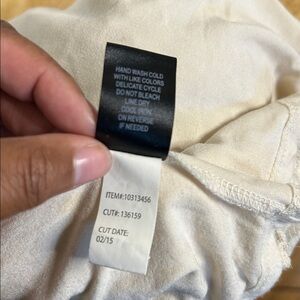 HAND WASH COLD
WITH LIKE COLORS
DELICATE CYCLE
DO NOT BLEACH
LINE DRY
COOL IRON
ON REVERSE
IF NEEDED
ITEM#:10313456
CUT#:136159
CUT DATE:
02/15